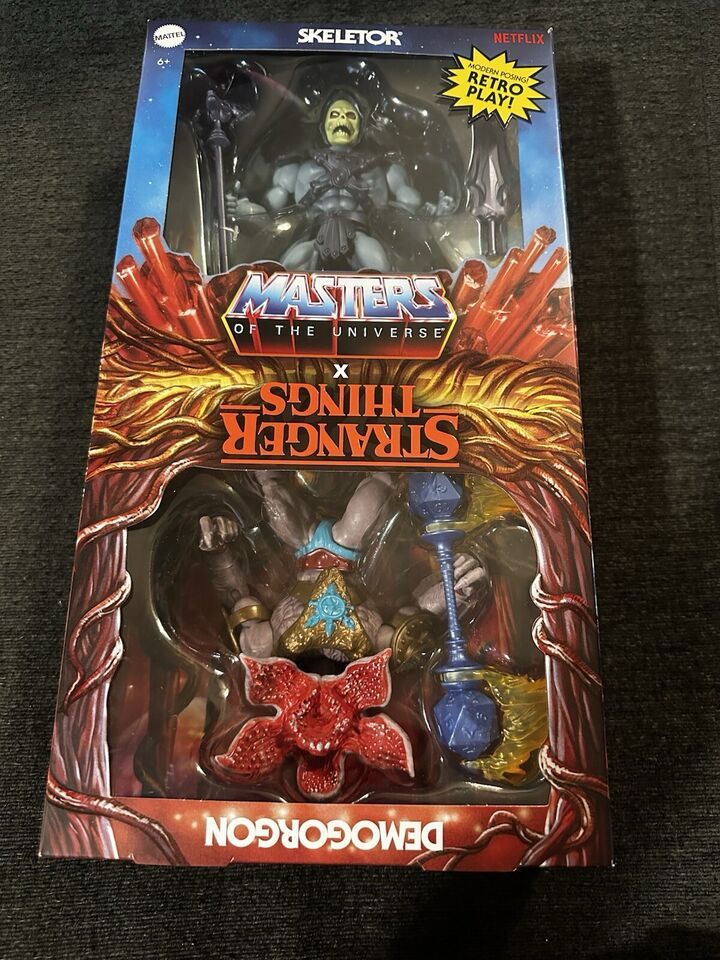 MATTEL
SKELETOR
NETFLIX
6+
MODERN POSING!
RETRO
PLAY!
MASTERS
OF THE UNIVERSE
X
STRANGER
THINGS
DEMOGORGON